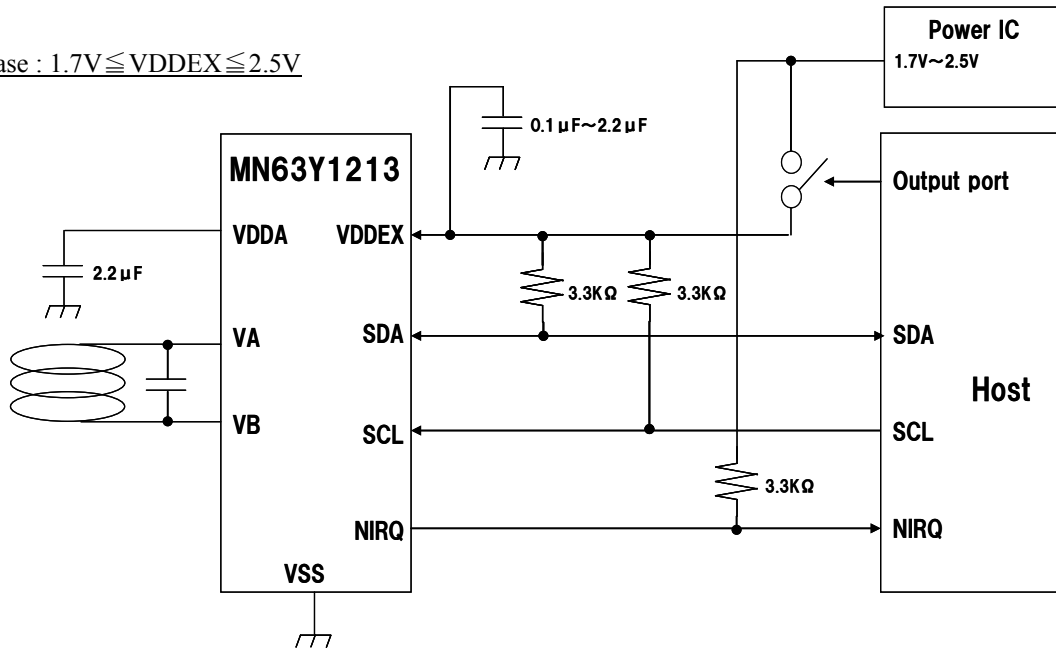 ase : 1.7V≦VDDEX≦2.5V
Power IC
1.7V～2.5V
0.1μF～2.2μF
MN63Y1213
Output port
VDDA
VDDEX
2.2μF
3.3KΩ
3.3KΩ
VA
SDA
SDA
Host
VB
SCL
SCL
3.3KΩ
NIRQ
NIRQ
VSS